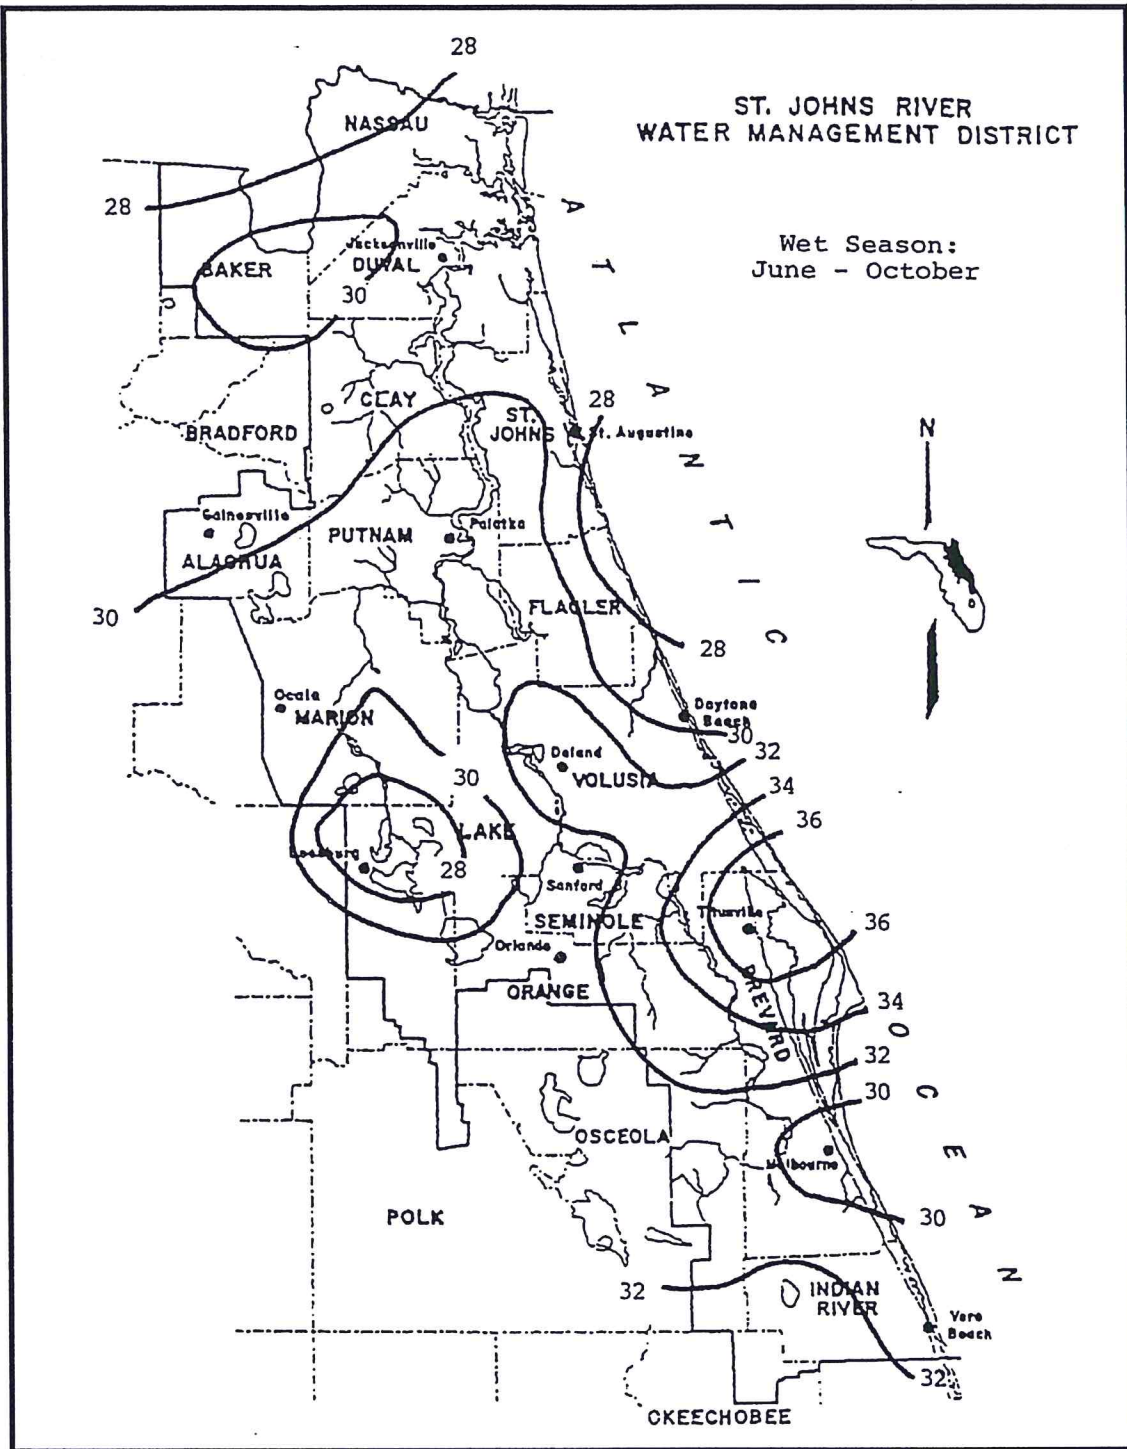 28
ST. JOHNS RIVER
WATER MANAGEMENT DISTRICT
NASSAU
28
Wet Season:
June - October
Jacksonville
BAKER
DUVAL
30
ATLANTIC OCEAN
CLAY
28
ST.
JOHNS
St. Augustine
BRADFORD
N
Gainesville
Palatka
PUTNAM
ALACHUA
30
FLAGLER
28
Ocala
MARION
Daytona
Beach
30
32
Deland
30
VOLUSIA
34
36
LAKE
Leesburg
28
Sanford
Titusville
SEMINOLE
36
Orlando
ORANGE
BREVARD
34
32
30
OSCEOLA
Melbourne
POLK
30
32
INDIAN
RIVER
Vero
Beach
32
OKEECHOBEE